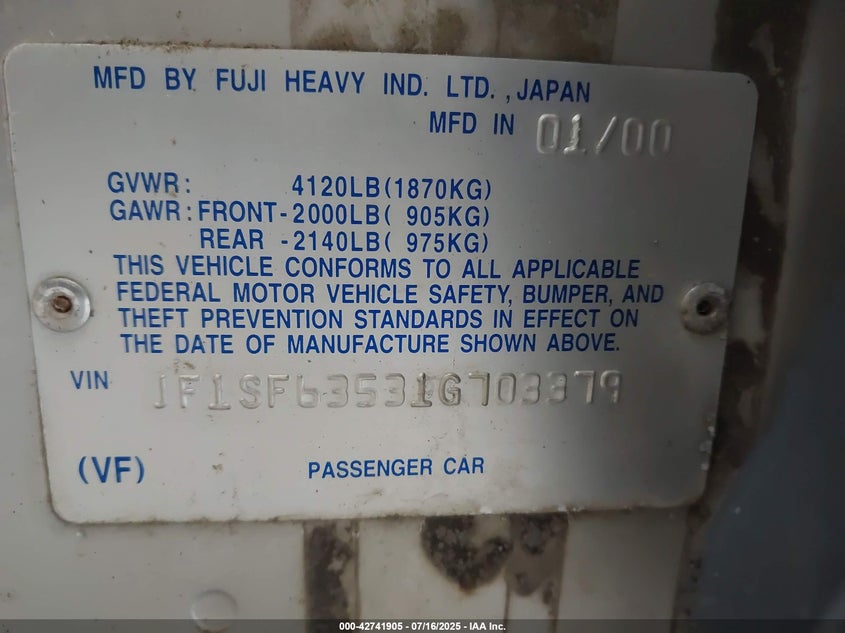 MFD BY FUJI HEAVY IND. LTD., JAPAN
MFD IN 01/00
GVWR: 4120LB(1870KG)
GAWR: FRONT-2000LB( 905KG)
REAR -2140LB( 975KG)
THIS VEHICLE CONFORMS TO ALL APPLICABLE
FEDERAL MOTOR VEHICLE SAFETY, BUMPER, AND
THEFT PREVENTION STANDARDS IN EFFECT ON
THE DATE OF MANUFACTURE SHOWN ABOVE.
VIN JF1SF63531G703379
(VF) PASSENGER CAR
000-42741905 - 07/16/2025 - IAA Inc.